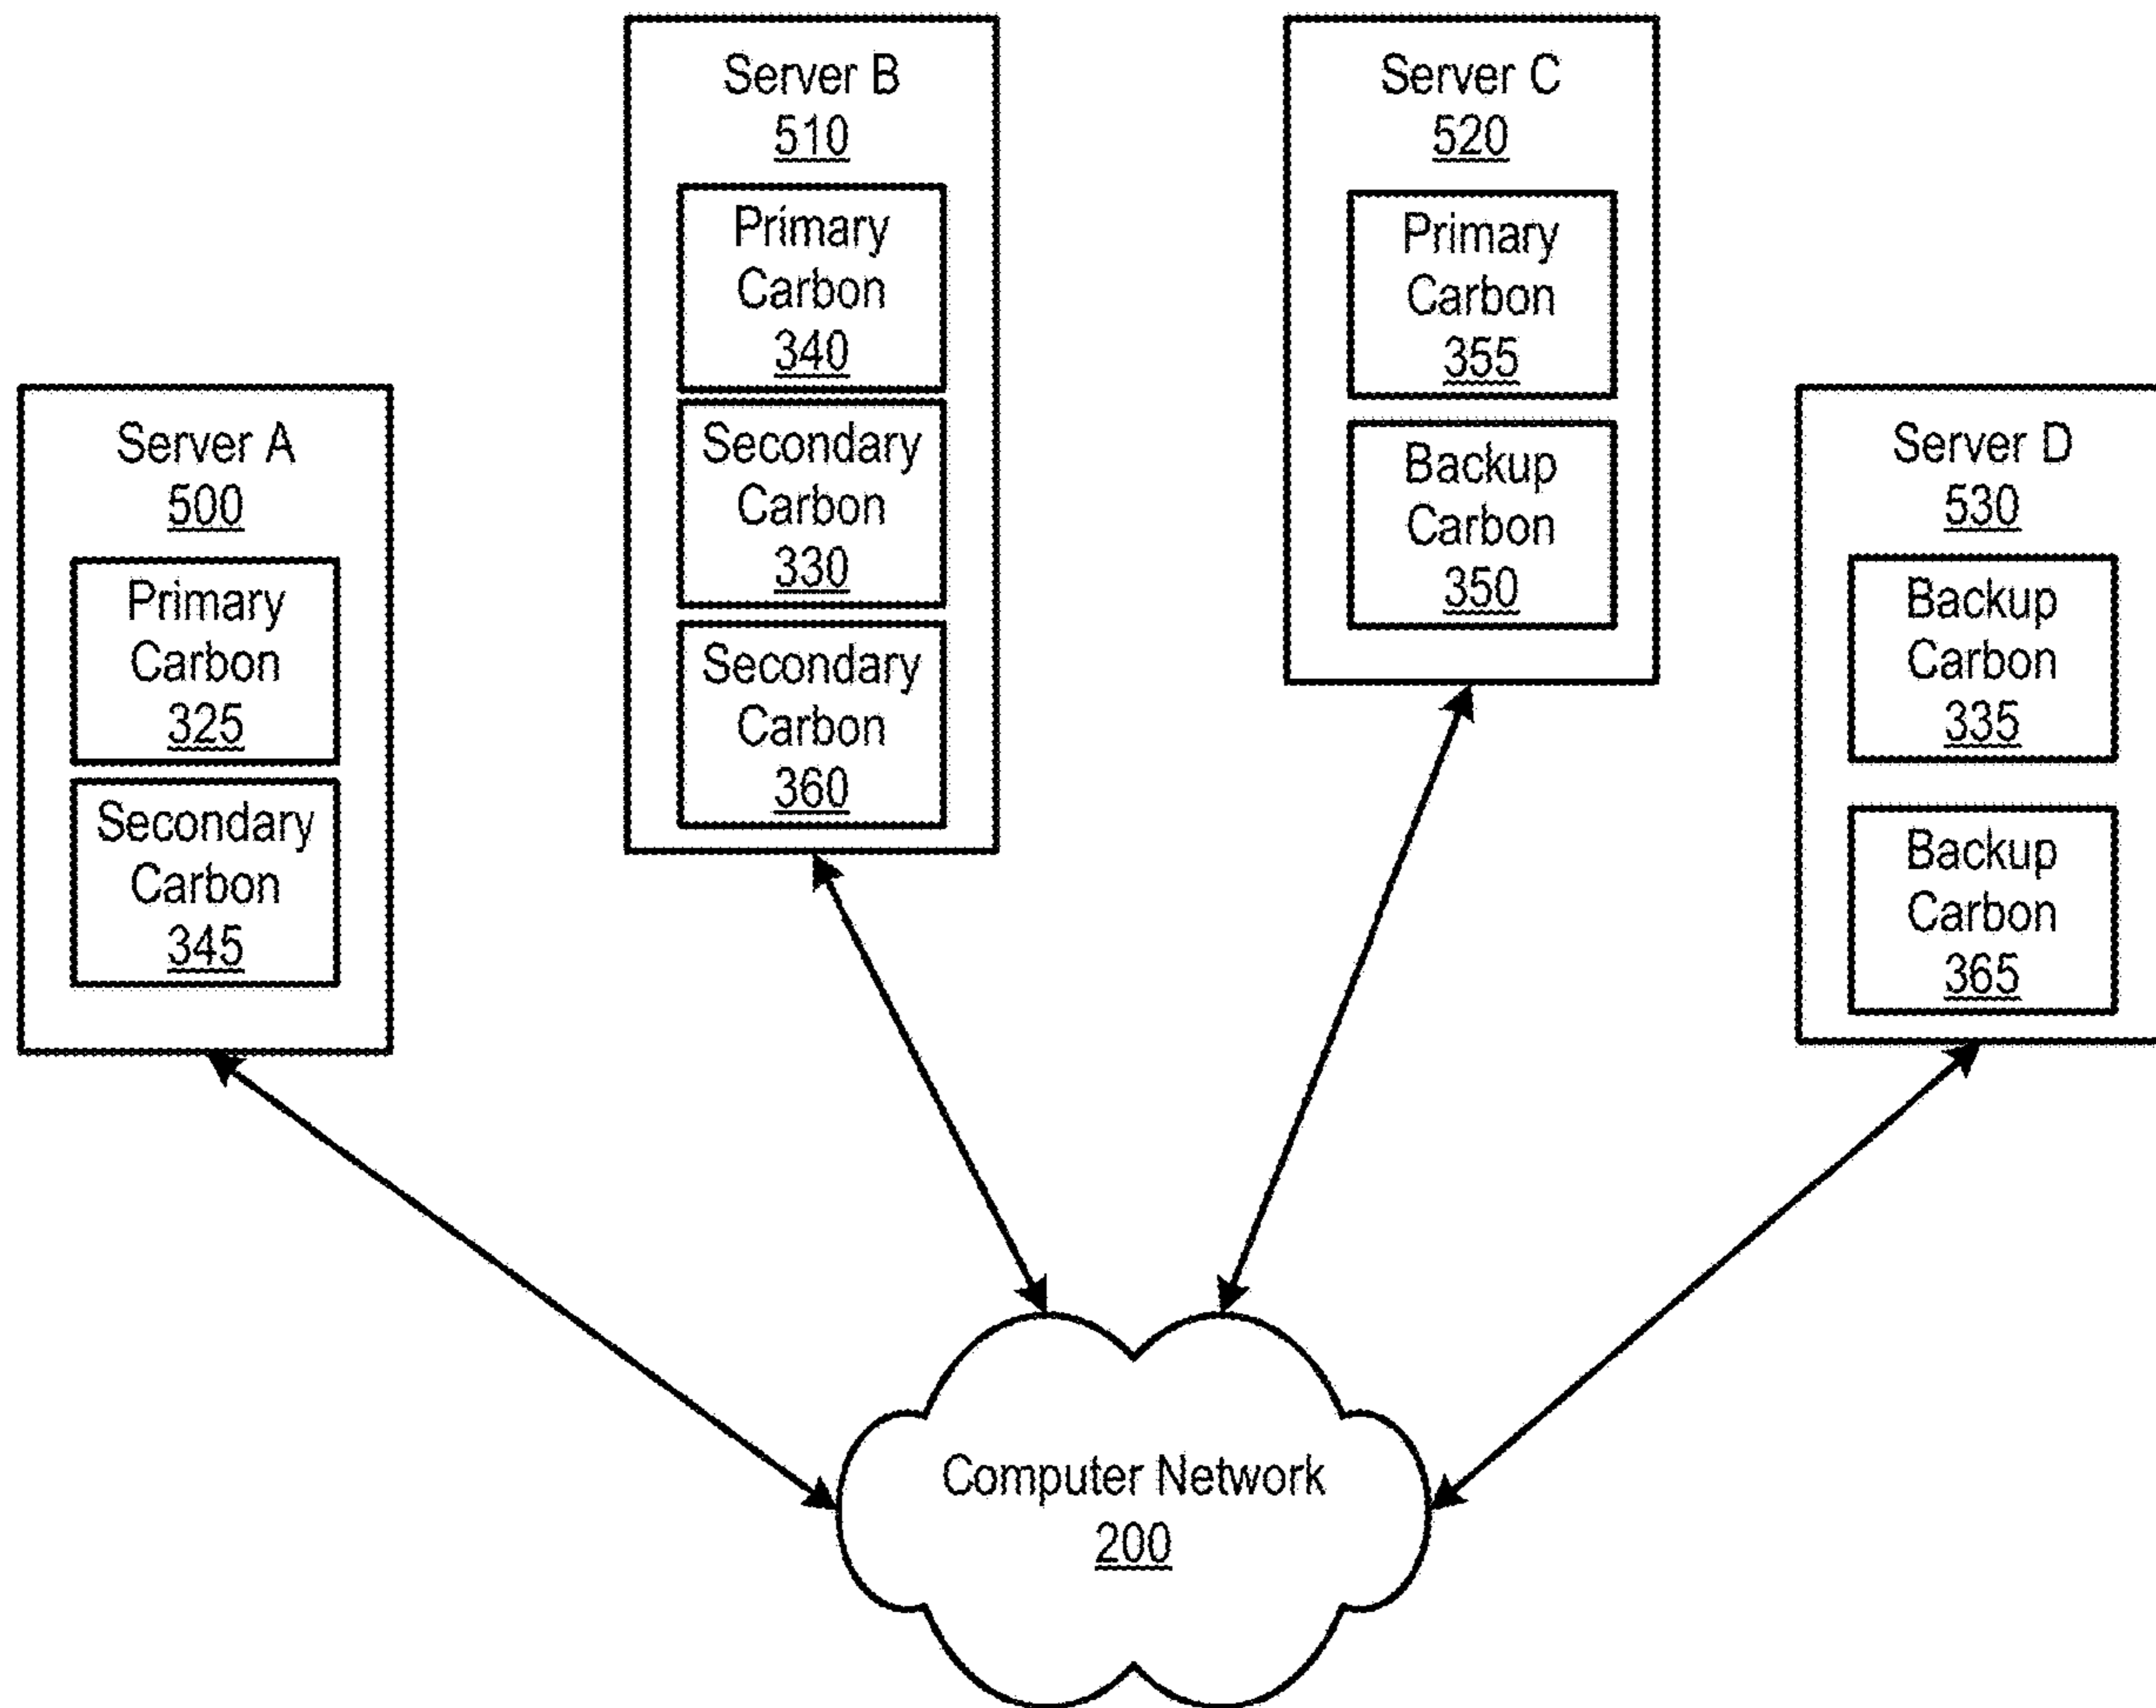 Server A
500
Primary
Carbon
325
Secondary
Carbon
345
Server B
510
Primary
Carbon
340
Secondary
Carbon
330
Secondary
Carbon
360
Server C
520
Primary
Carbon
355
Backup
Carbon
350
Server D
530
Backup
Carbon
335
Backup
Carbon
365
Computer Network
200